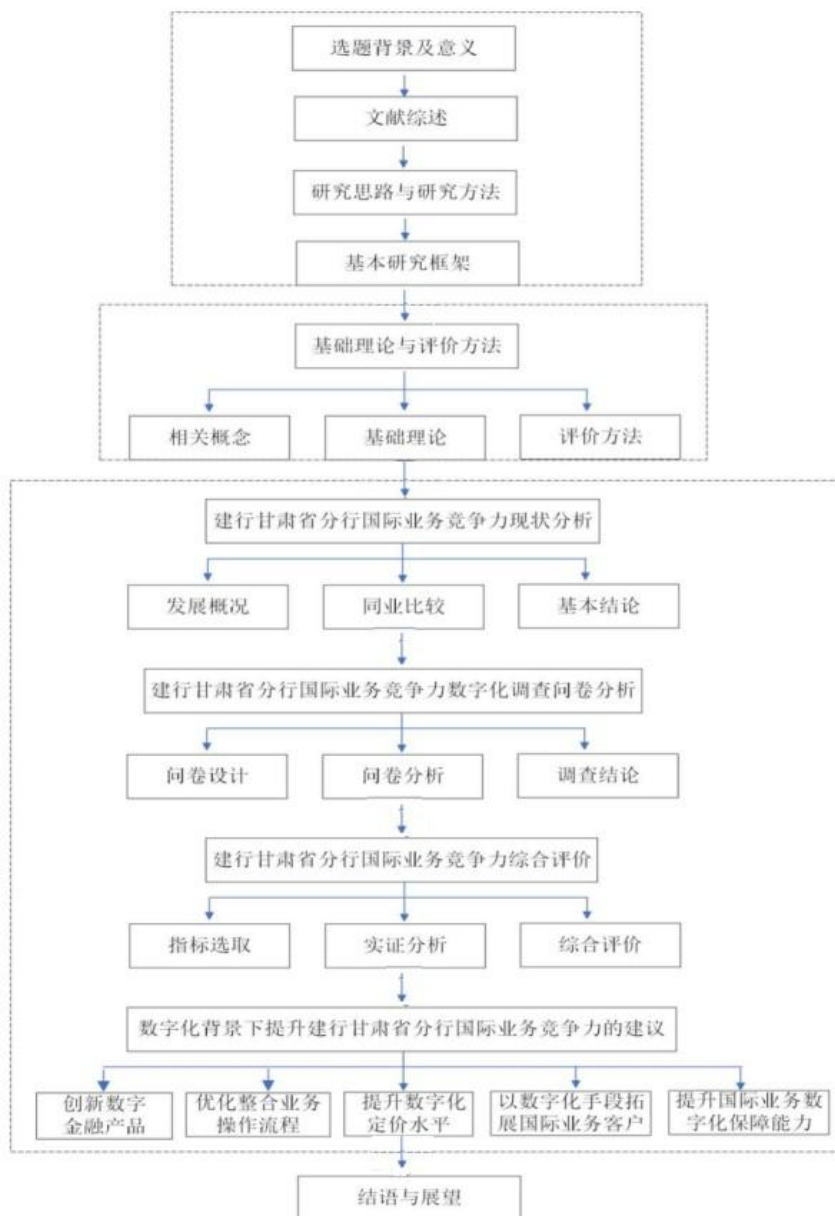 选题背景及意义
文献综述
研究思路与研究方法
基本研究框架
基础理论与评价方法
相关概念
基础理论
评价方法
建行甘肃省分行国际业务竞争力现状分析
发展概况
同业比较
基本结论
建行甘肃省分行国际业务竞争力数字化调查问卷分析
问卷设计
问卷分析
调查结论
建行甘肃省分行国际业务竞争力综合评价
指标选取
实证分析
综合评价
数字化背景下提升建行甘肃省分行国际业务竞争力的建议
创新数字
金融产品
优化整合业务
操作流程
提升数字化
定价水平
以数字化手段拓
展国际业务客户
提升国际业务数
字化保障能力
结语与展望